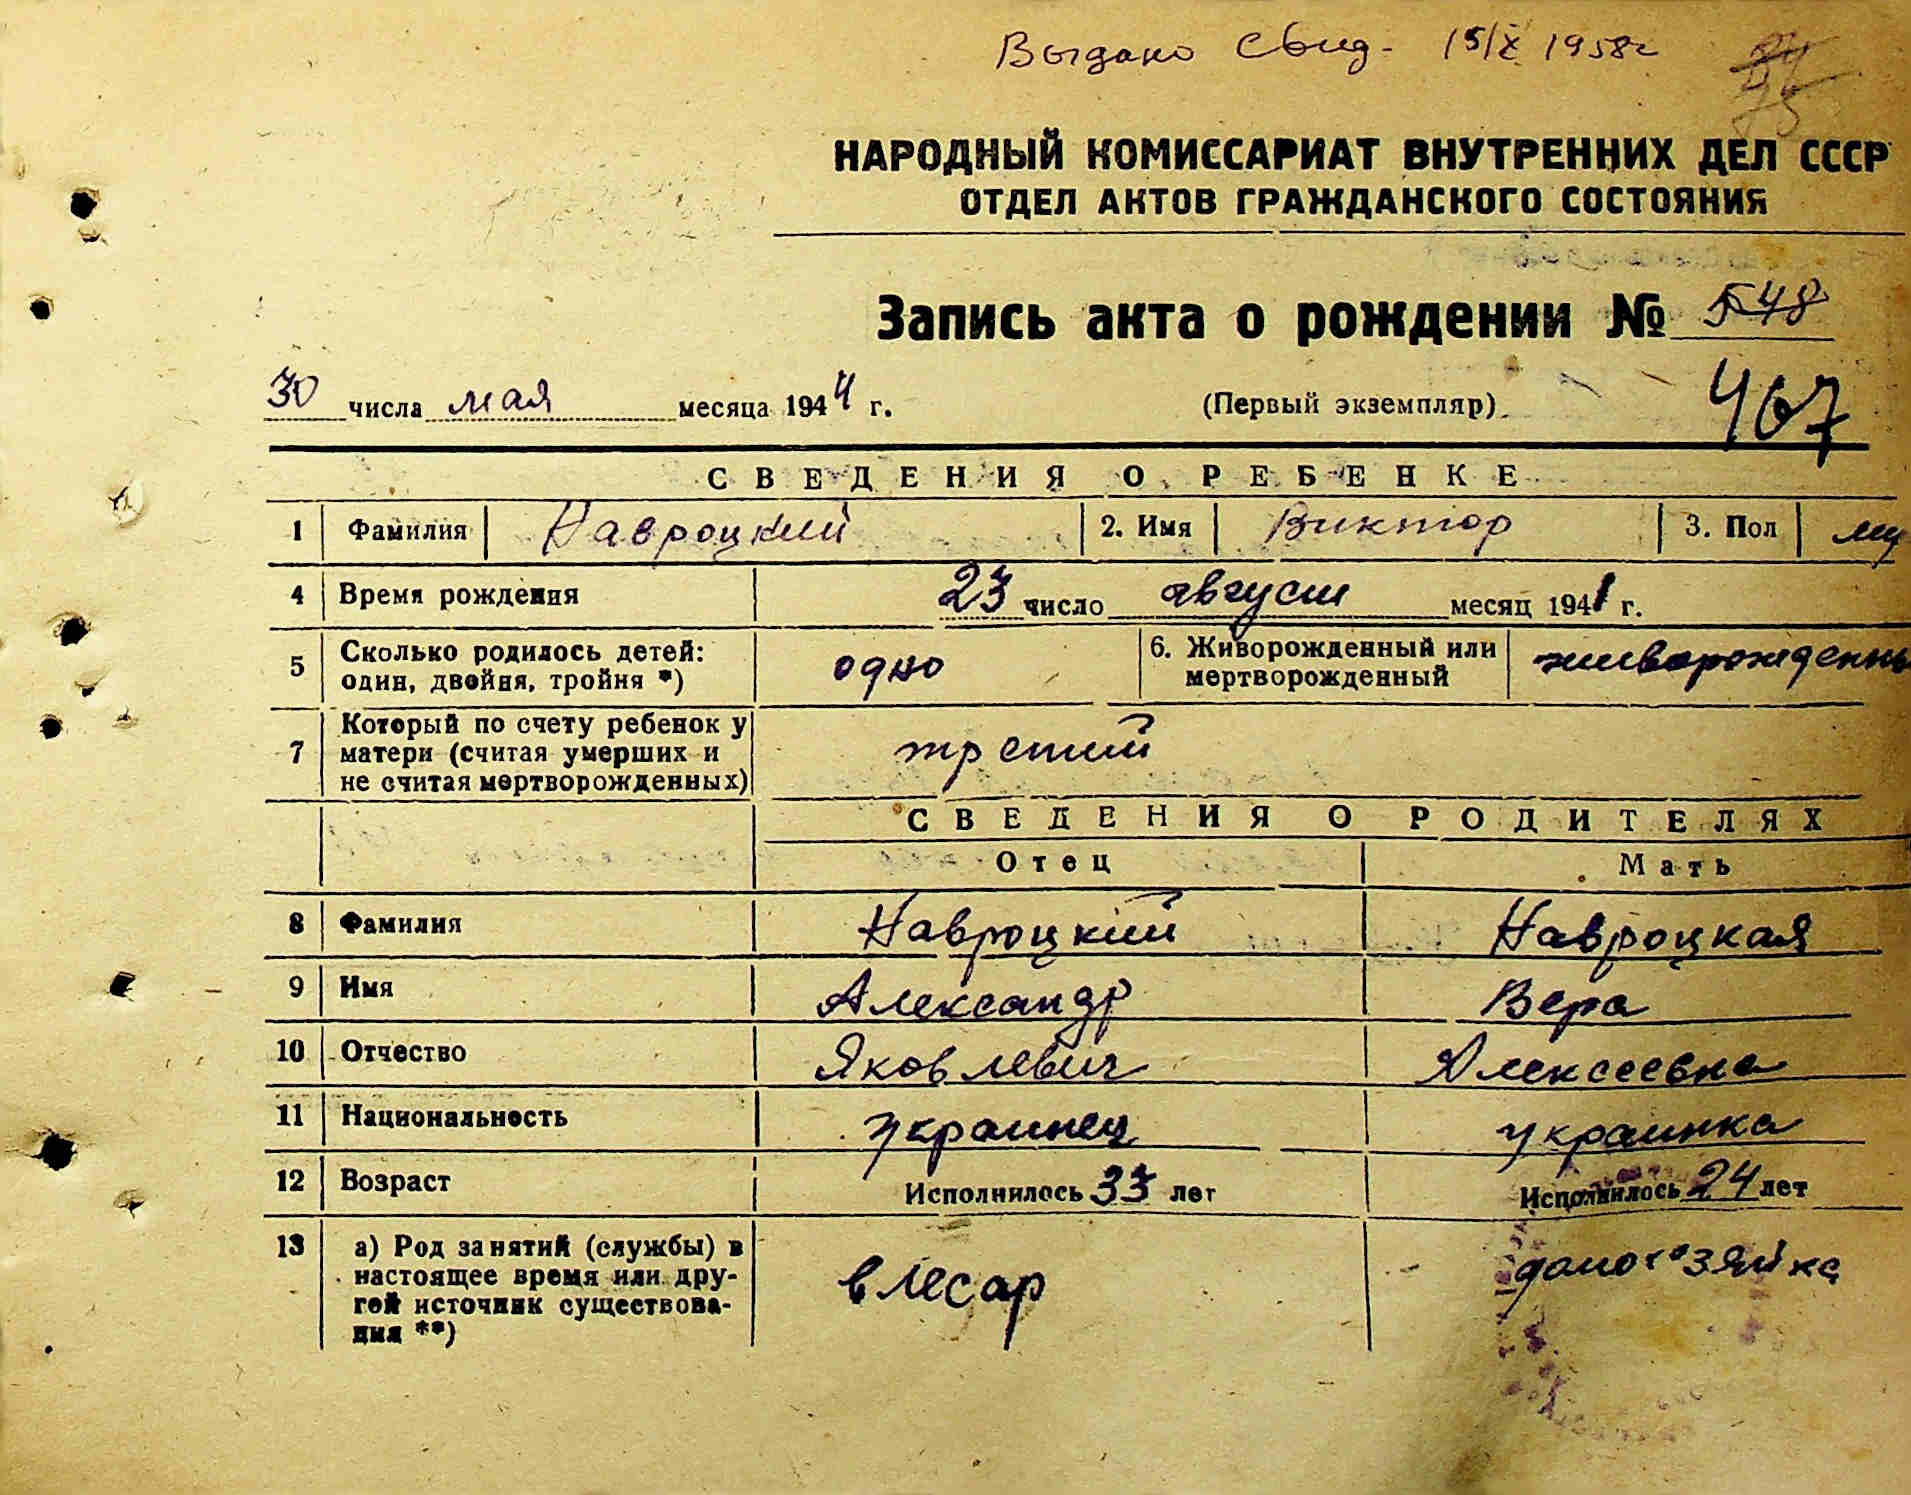 Выдано Свид- 15/X 1958г
НАРОДНЫЙ КОМИССАРИАТ ВНУТРЕННИХ ДЕЛ СССР
ОТДЕЛ АКТОВ ГРАЖДАНСКОГО СОСТОЯНИЯ
Запись акта о рождении № 548
30 числа мая месяца 1944 г. (Первый экземпляр) 467
СВЕДЕНИЯ О РЕБЕНКЕ
1 Фамилия Навроцкий 2. Имя Виктор 3. Пол му
4 Время рождения 23 число август месяц 1941 г.
5 Сколько родилось детей: один, двойня, тройня *) одно 6. Живорожденный или мертворожденный живорожденны
7 Который по счету ребенок у матери (считая умерших и не считая мертворожденных) третий
СВЕДЕНИЯ О РОДИТЕЛЯХ
Отец Мать
8 Фамилия Навроцкий Навроцкая
9 Имя Александр Вера
10 Отчество Яковлевич Алексеевна
11 Национальность украинец украинка
12 Возраст Исполнилось 33 лет Исполнилось 24 лет
13 а) Род занятий (службы) в настоящее время или другой источник существования **) слесар домохозяйка